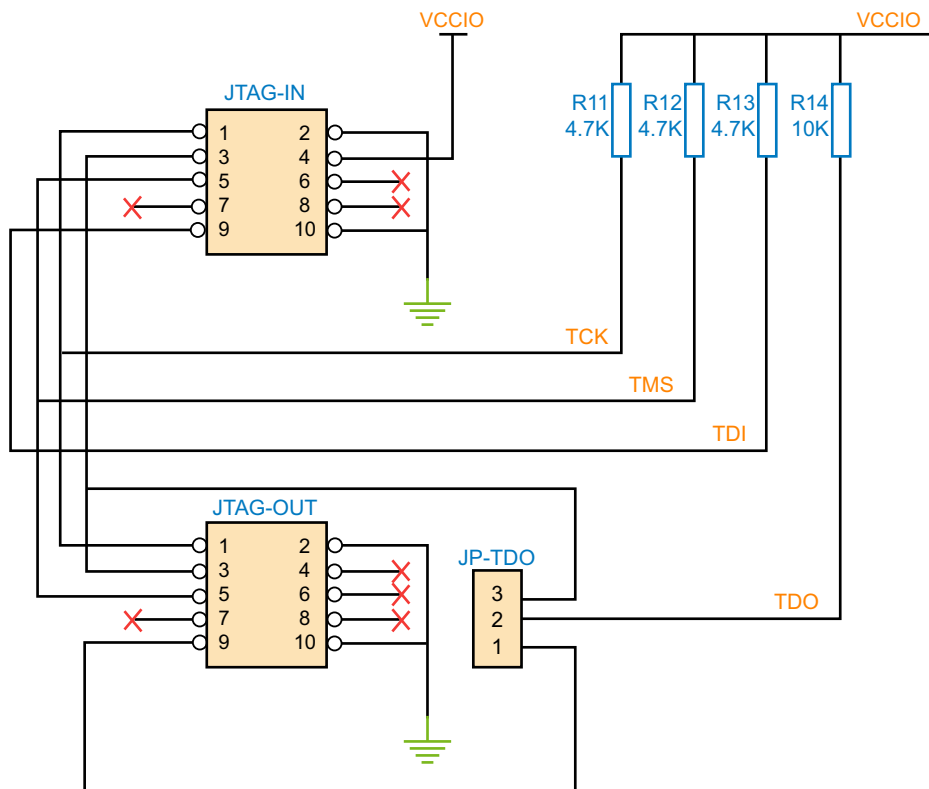 VCCIO
VCCIO
JTAG-IN
R11 R12 R13 R14
4.7K 4.7K 4.7K 10K
1 2
3 4
5 6
7 8
9 10
TCK
TMS
TDI
JTAG-OUT
1 2
3 4
5 6
7 8
9 10
JP-TDO
3
2
1
TDO